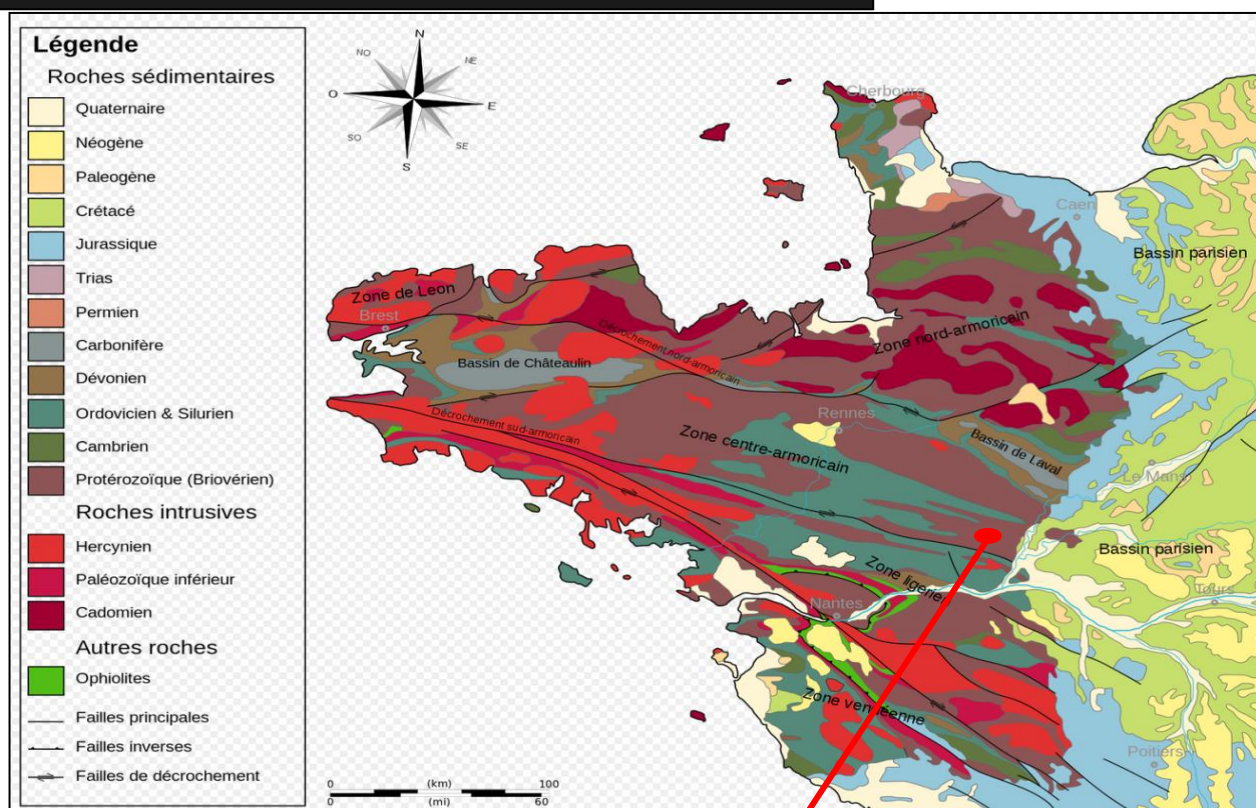 Légende
Roches sédimentaires
Quaternaire
Néogène
Paleogène
Crétacé
Jurassique
Trias
Permien
Carbonifère
Dévonien
Ordovicien & Silurien
Cambrien
Protérozoïque (Briovérien)
Roches intrusives
Hercynien
Paléozoïque inférieur
Cadomien
Autres roches
Ophiolites
Failles principales
Failles inverses
Failles de décrochement
N
NO
NE
O
E
SO
SE
S
Cherbourg
Caen
Bassin parisien
Zone de Leon
Brest
Zone nord-armoricain
Décrochement nord-armoricain
Bassin de Châteaulin
Décrochement sud-armoricain
Rennes
Zone centre-armoricain
Bassin de Laval
Le Mans
Bassin parisien
Zone ligerien
Tours
Nantes
Zone vendéenne
Poitiers
0 (km) 100
0 (mi) 60